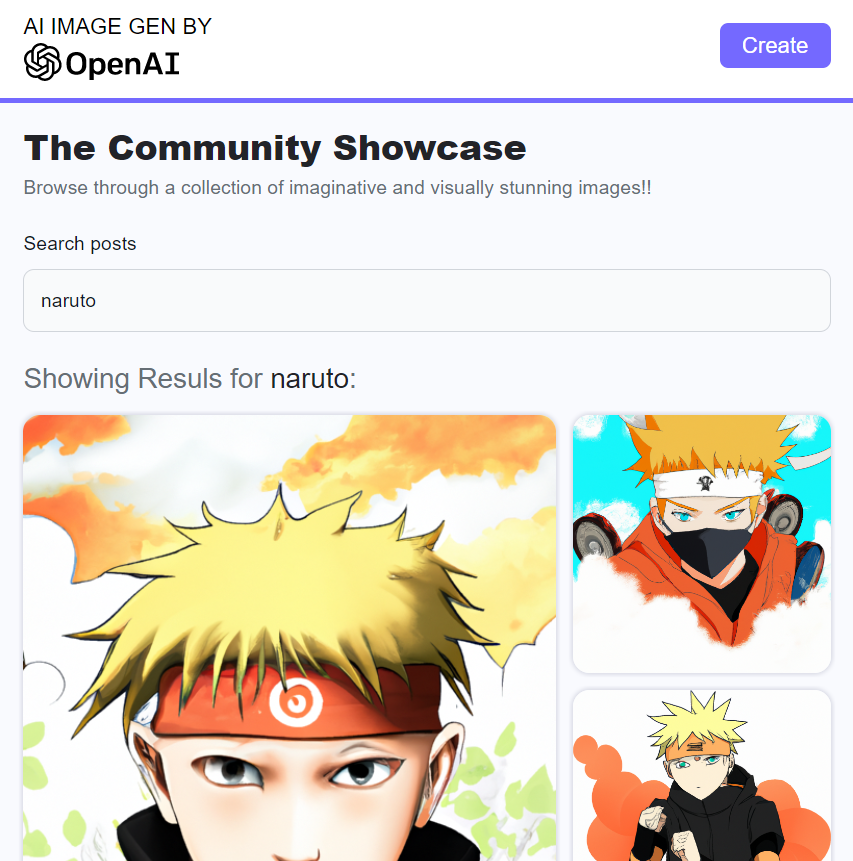 AI IMAGE GEN BY
OpenAI
Create
The Community Showcase
Browse through a collection of imaginative and visually stunning images!!
Search posts
naruto
Showing Resuls for naruto: